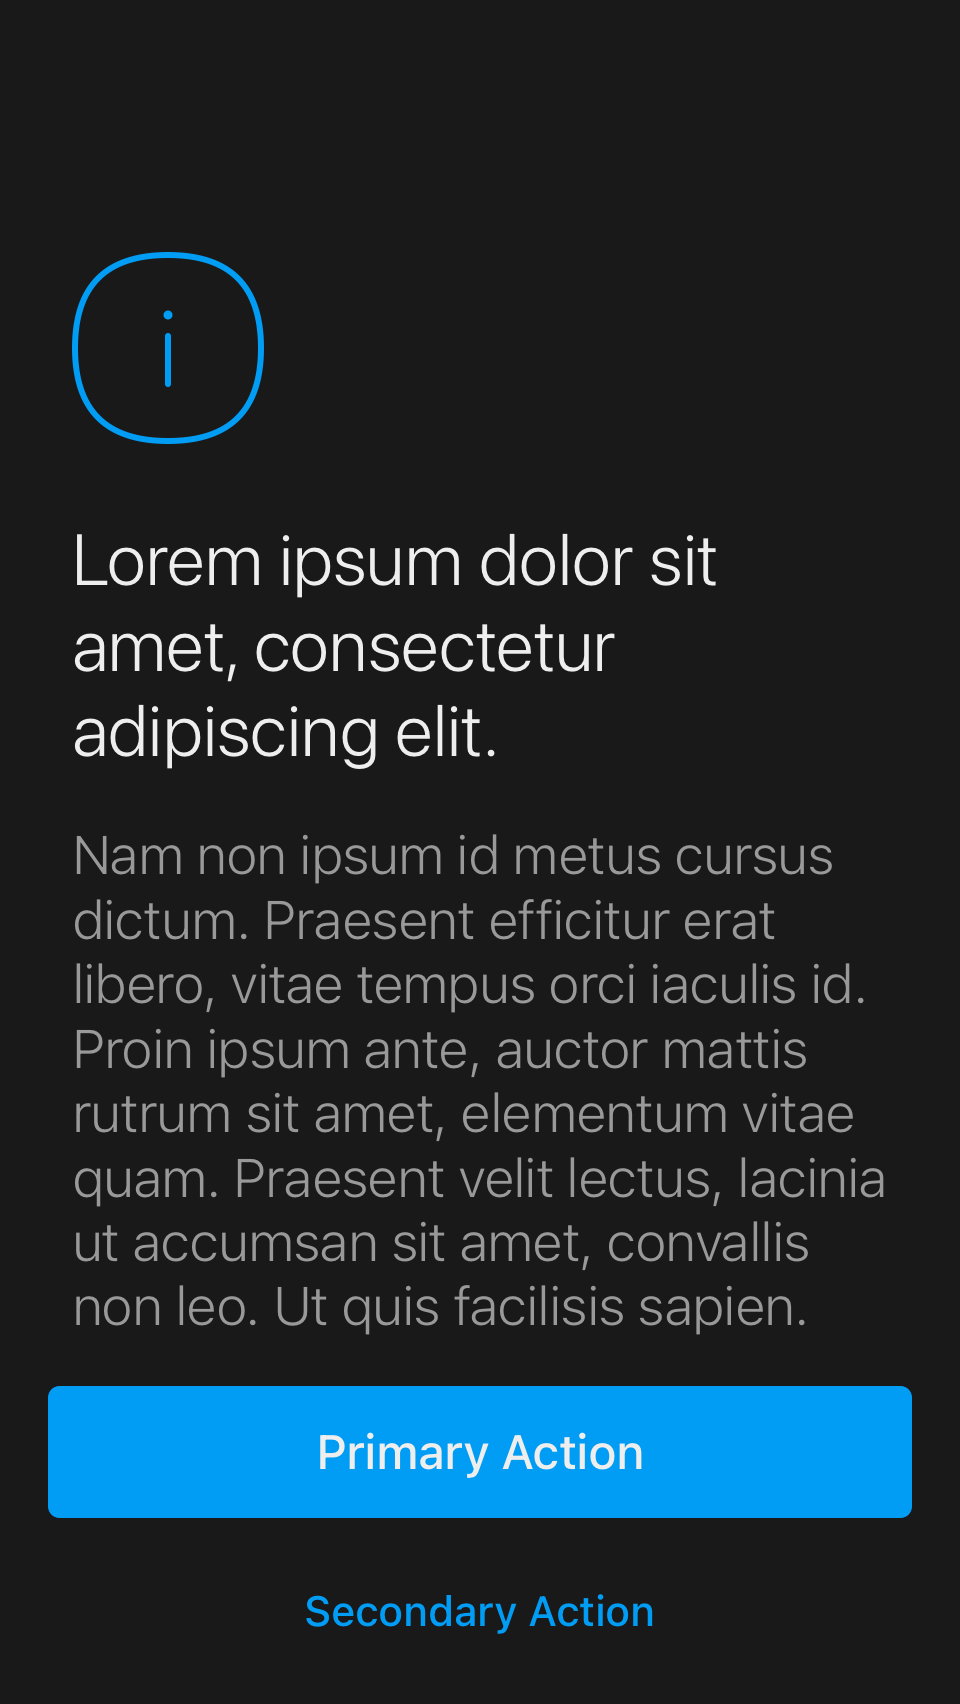 Lorem ipsum dolor sit
amet, consectetur
adipiscing elit.
Nam non ipsum id metus cursus
dictum. Praesent efficitur erat
libero, vitae tempus orci iaculis id.
Proin ipsum ante, auctor mattis
rutrum sit amet, elementum vitae
quam. Praesent velit lectus, lacinia
ut accumsan sit amet, convallis
non leo. Ut quis facilisis sapien.
Primary Action
Secondary Action